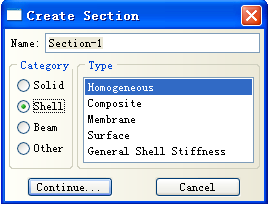 Create Section
Name: Section-1
Category
Type
Solid
Shell
Beam
Other
Homogeneous
Composite
Membrane
Surface
General Shell Stiffness
Continue...
Cancel